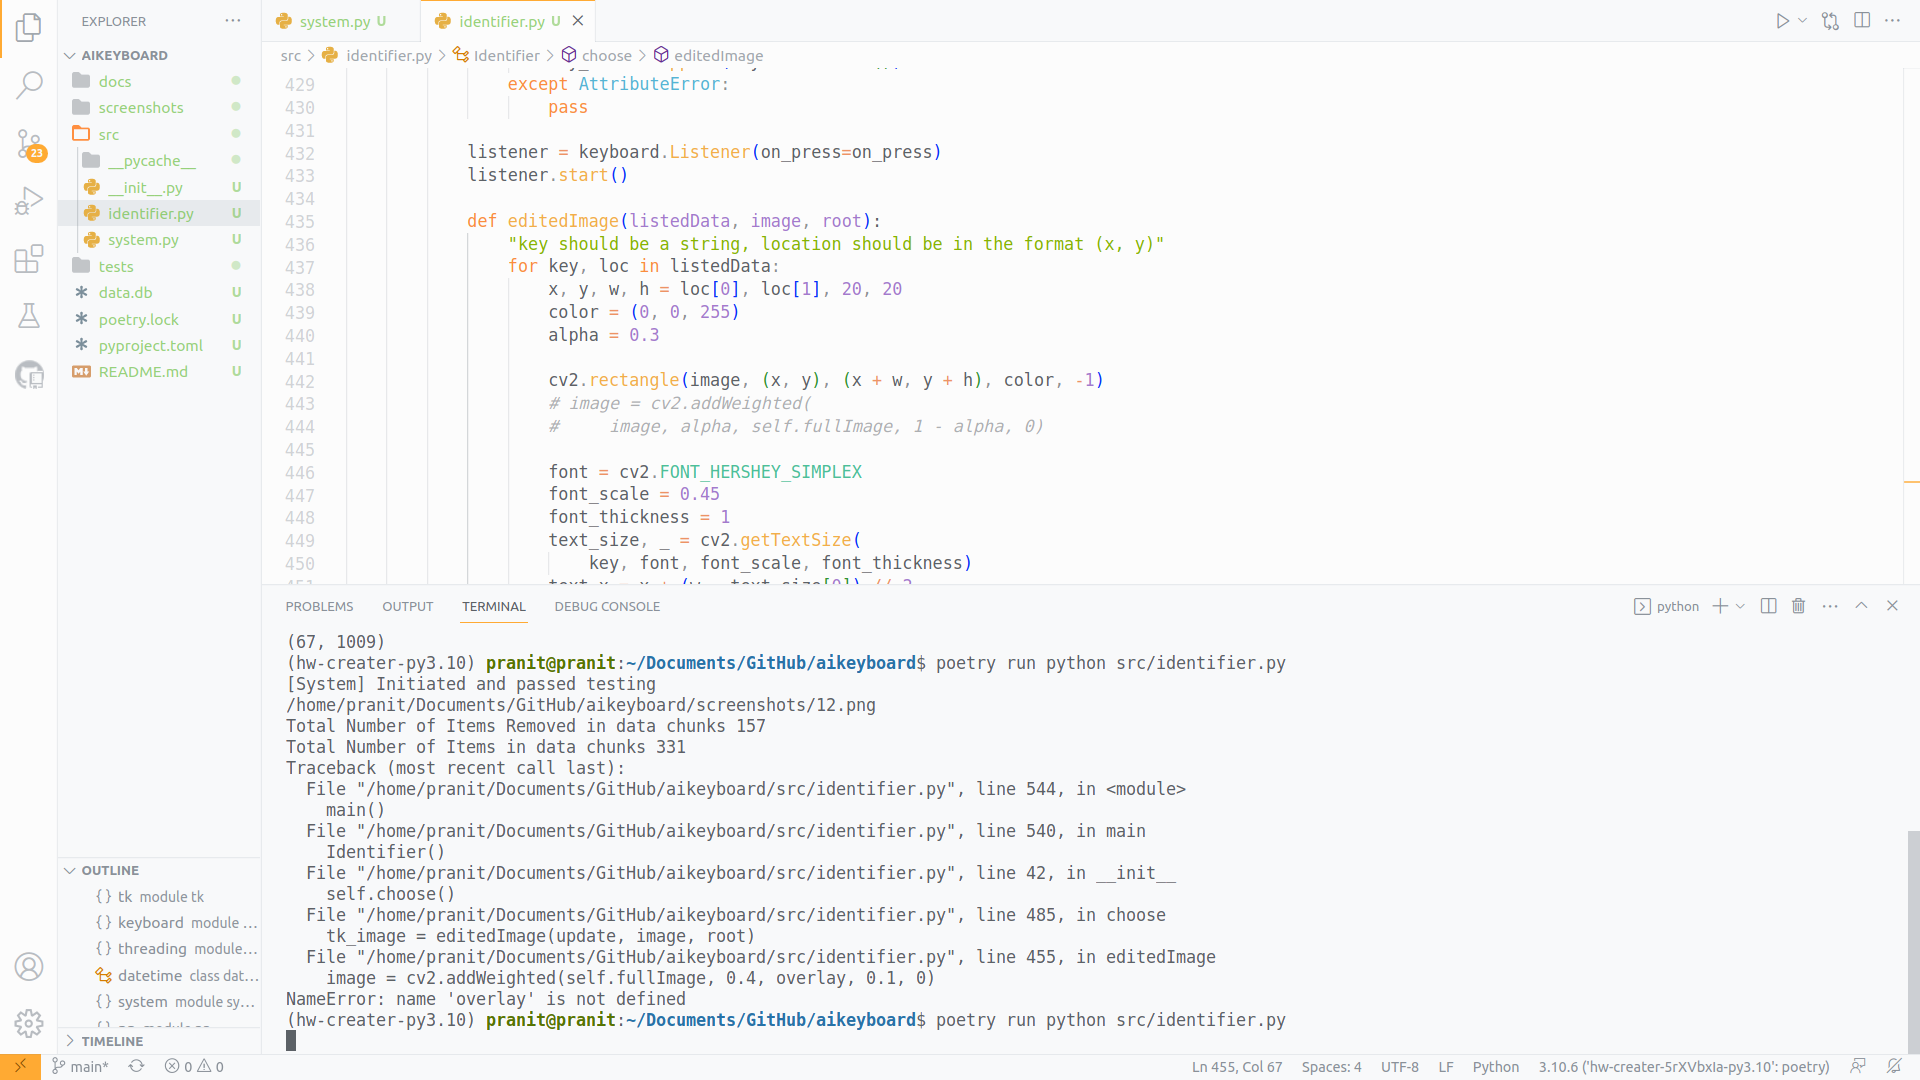 EXPLORER
AIKEYBOARD
docs
screenshots
src
__pycache__
__init__.py U
identifier.py U
system.py U
tests
data.db U
poetry.lock U
pyproject.toml U
README.md U
OUTLINE
{} tk module tk
{} keyboard module ...
{} threading module...
datetime class dat...
{} system module sy...
TIMELINE
23
system.py U
identifier.py U
src > identifier.py > Identifier > choose > editedImage
429 except AttributeError:
430 pass
431
432 listener = keyboard.Listener(on_press=on_press)
433 listener.start()
434
435 def editedImage(listedData, image, root):
436 "key should be a string, location should be in the format (x, y)"
437 for key, loc in listedData:
438 x, y, w, h = loc[0], loc[1], 20, 20
439 color = (0, 0, 255)
440 alpha = 0.3
441
442 cv2.rectangle(image, (x, y), (x + w, y + h), color, -1)
443 # image = cv2.addWeighted(
444 #     image, alpha, self.fullImage, 1 - alpha, 0)
445
446 font = cv2.FONT_HERSHEY_SIMPLEX
447 font_scale = 0.45
448 font_thickness = 1
449 text_size, _ = cv2.getTextSize(
450 key, font, font_scale, font_thickness)
PROBLEMS OUTPUT TERMINAL DEBUG CONSOLE
python
(67, 1009)
(hw-creater-py3.10) pranit@pranit:~/Documents/GitHub/aikeyboard$ poetry run python src/identifier.py
[System] Initiated and passed testing
/home/pranit/Documents/GitHub/aikeyboard/screenshots/12.png
Total Number of Items Removed in data chunks 157
Total Number of Items in data chunks 331
Traceback (most recent call last):
File "/home/pranit/Documents/GitHub/aikeyboard/src/identifier.py", line 544, in <module>
main()
File "/home/pranit/Documents/GitHub/aikeyboard/src/identifier.py", line 540, in main
Identifier()
File "/home/pranit/Documents/GitHub/aikeyboard/src/identifier.py", line 42, in __init__
self.choose()
File "/home/pranit/Documents/GitHub/aikeyboard/src/identifier.py", line 485, in choose
tk_image = editedImage(update, image, root)
File "/home/pranit/Documents/GitHub/aikeyboard/src/identifier.py", line 455, in editedImage
image = cv2.addWeighted(self.fullImage, 0.4, overlay, 0.1, 0)
NameError: name 'overlay' is not defined
(hw-creater-py3.10) pranit@pranit:~/Documents/GitHub/aikeyboard$ poetry run python src/identifier.py
main* 0 0 Ln 455, Col 67 Spaces: 4 UTF-8 LF Python 3.10.6 ('hw-creater-5rXVbxIa-py3.10': poetry)